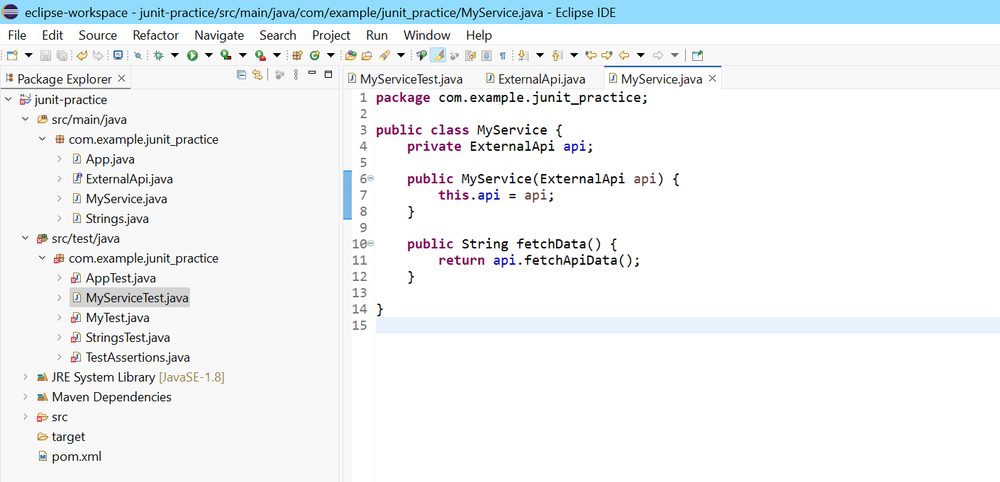 eclipse-workspace - junit-practice/src/main/java/com/example/junit_practice/MyService.java - Eclipse IDE
File Edit Source Refactor Navigate Search Project Run Window Help
Package Explorer
junit-practice
src/main/java
com.example.junit_practice
App.java
ExternalApi.java
MyService.java
Strings.java
src/test/java
com.example.junit_practice
AppTest.java
MyServiceTest.java
MyTest.java
StringsTest.java
TestAssertions.java
JRE System Library [JavaSE-1.8]
Maven Dependencies
src
target
pom.xml
MyServiceTest.java ExternalApi.java MyService.java
1 package com.example.junit_practice;
2
3 public class MyService {
4     private ExternalApi api;
5
6     public MyService(ExternalApi api) {
7         this.api = api;
8     }
9
10     public String fetchData() {
11         return api.fetchApiData();
12     }
13
14 }
15